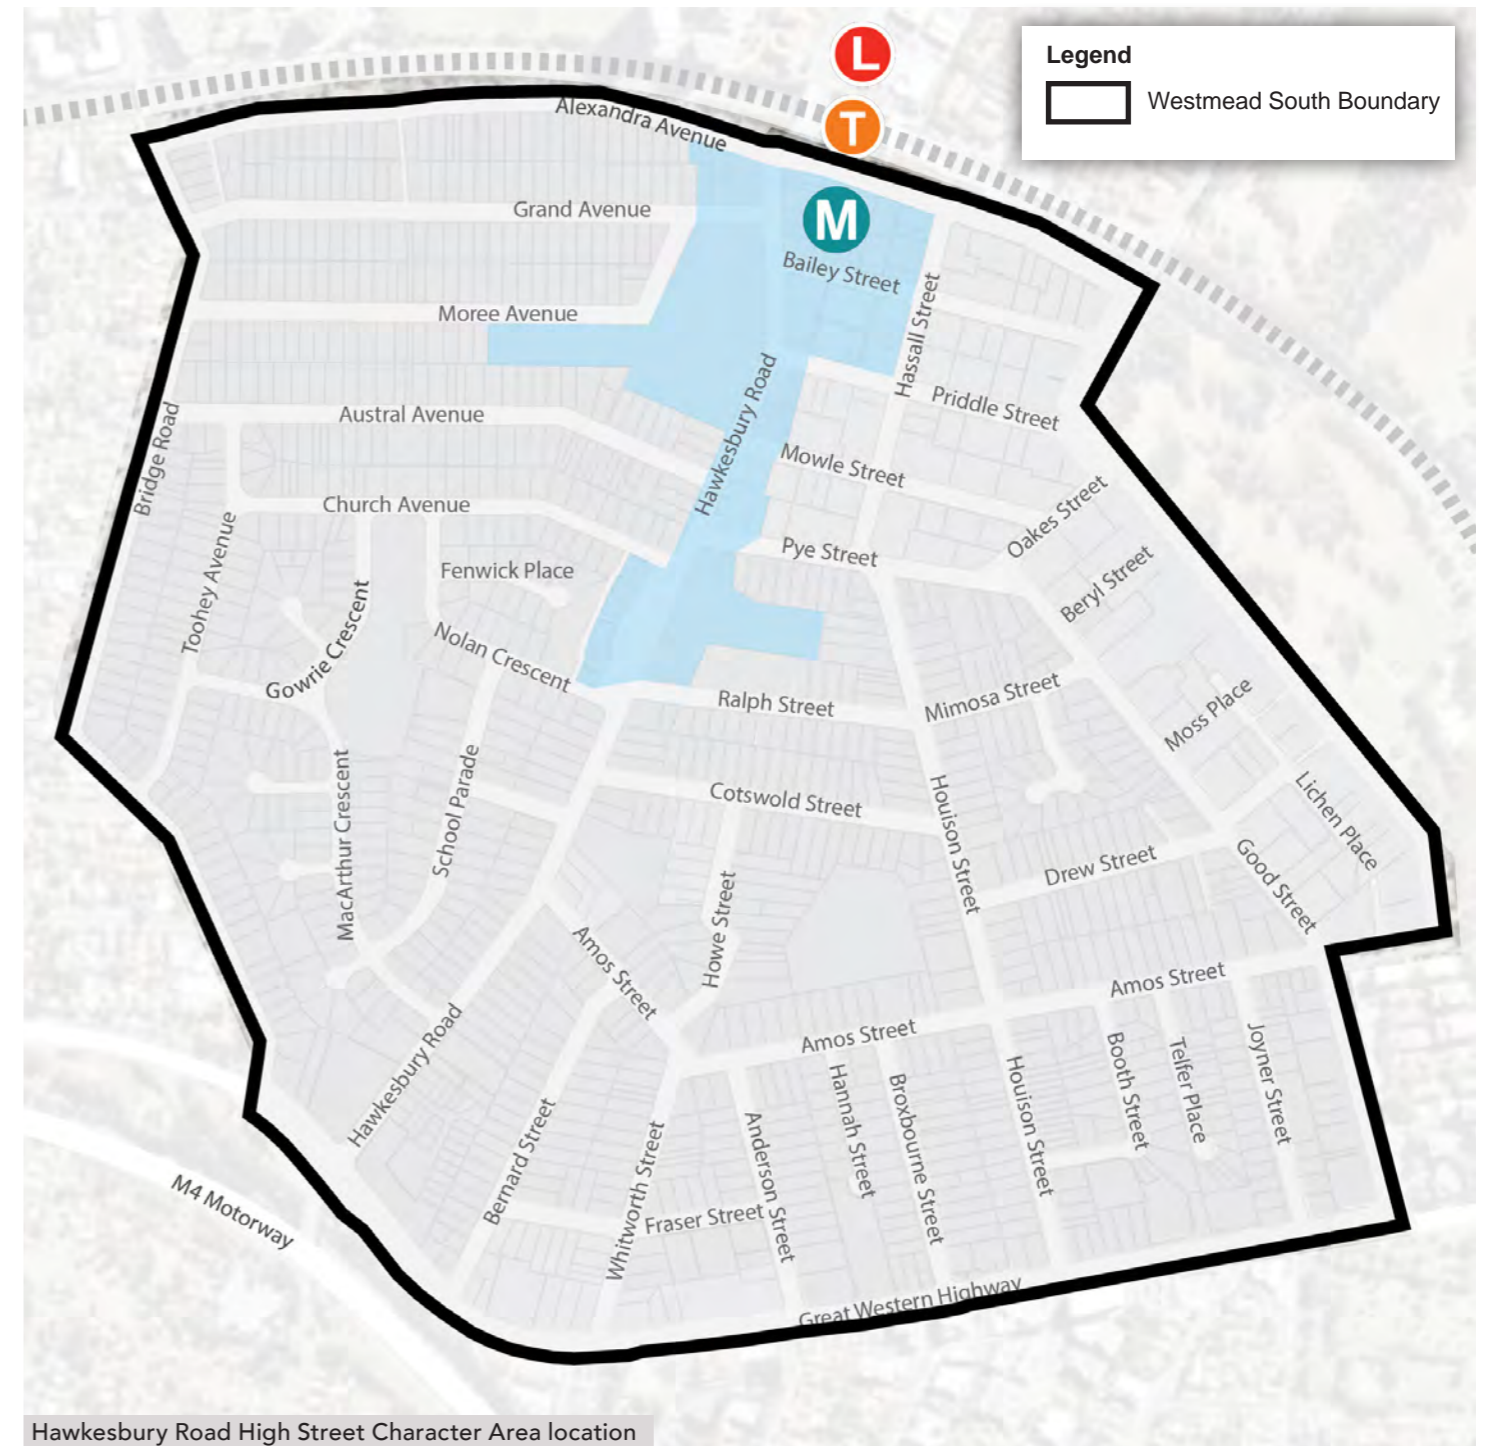 L
T
Legend
Westmead South Boundary
Alexandra Avenue
Grand Avenue
M
Bailey Street
Moree Avenue
Hassall Street
Hawkesbury Road
Priddle Street
Austral Avenue
Bridge Road
Mowle Street
Church Avenue
Oakes Street
Pye Street
Toohey Avenue
Fenwick Place
Beryl Street
Gowrie Crescent
Nolan Crescent
Ralph Street
Mimosa Street
Moss Place
MacArthur Crescent
School Parade
Cotswold Street
Houison Street
Lichen Place
Drew Street
Good Street
Howe Street
Amos Street
Amos Street
Amos Street
Hawkesbury Road
Hannah Street
Broxbourne Street
Houison Street
Booth Street
Telfer Place
Joyner Street
Bernard Street
Whitworth Street
Anderson Street
M4 Motorway
Fraser Street
Great Western Highway
Hawkesbury Road High Street Character Area location